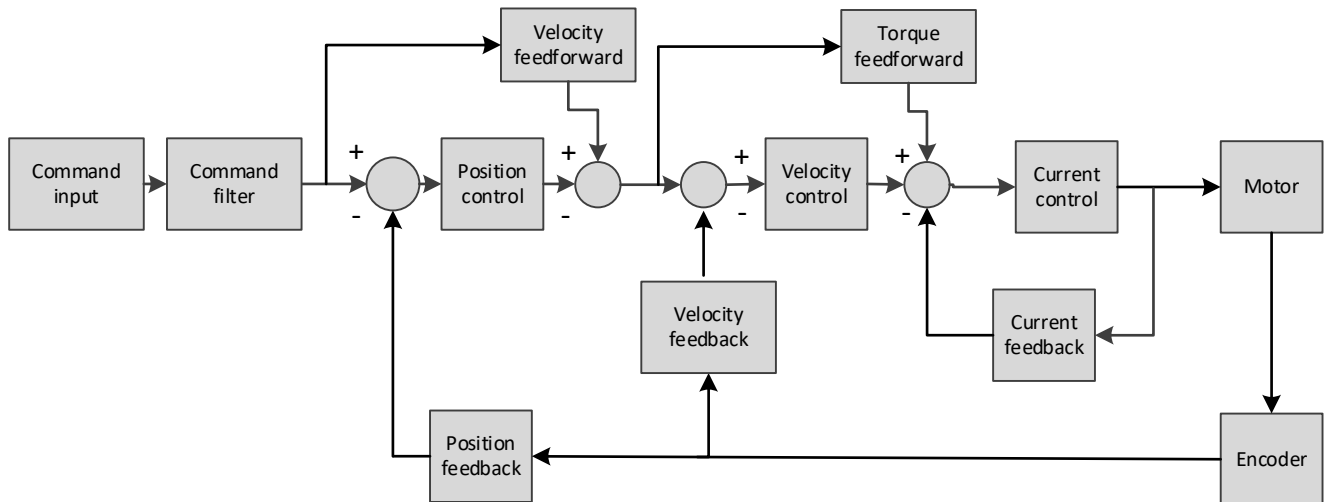 Velocity
feedforward
Torque
feedforward
Command
input
Command
filter
+
-
Position
control
+
-
+
-
Velocity
control
+
-
Current
control
Motor
Velocity
feedback
Current
feedback
Position
feedback
Encoder